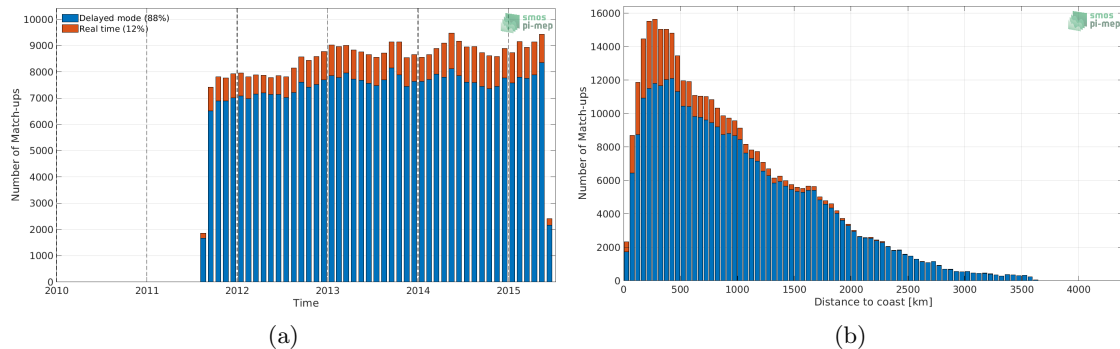 Delayed mode (88%)
Real time (12%)
smos
pi-mep
Number of Match-ups
10000
9000
8000
7000
6000
5000
4000
3000
2000
1000
0
2010 2011 2012 2013 2014 2015
Time
(a)
smos
pi-mep
Number of Match-ups
16000
14000
12000
10000
8000
6000
4000
2000
0
0 500 1000 1500 2000 2500 3000 3500 4000
Distance to coast [km]
(b)